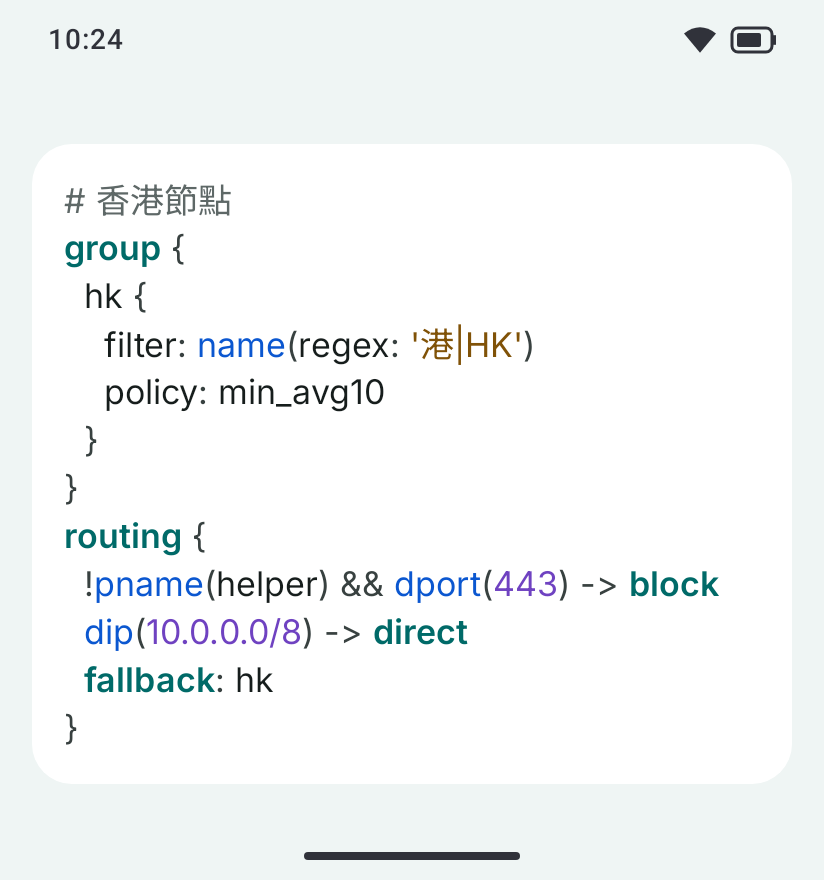 10:24
# 香港節點
group {
  hk {
    filter: name(regex: '港|HK')
    policy: min_avg10
  }
}
routing {
  !pname(helper) && dport(443) -> block
  dip(10.0.0.0/8) -> direct
  fallback: hk
}